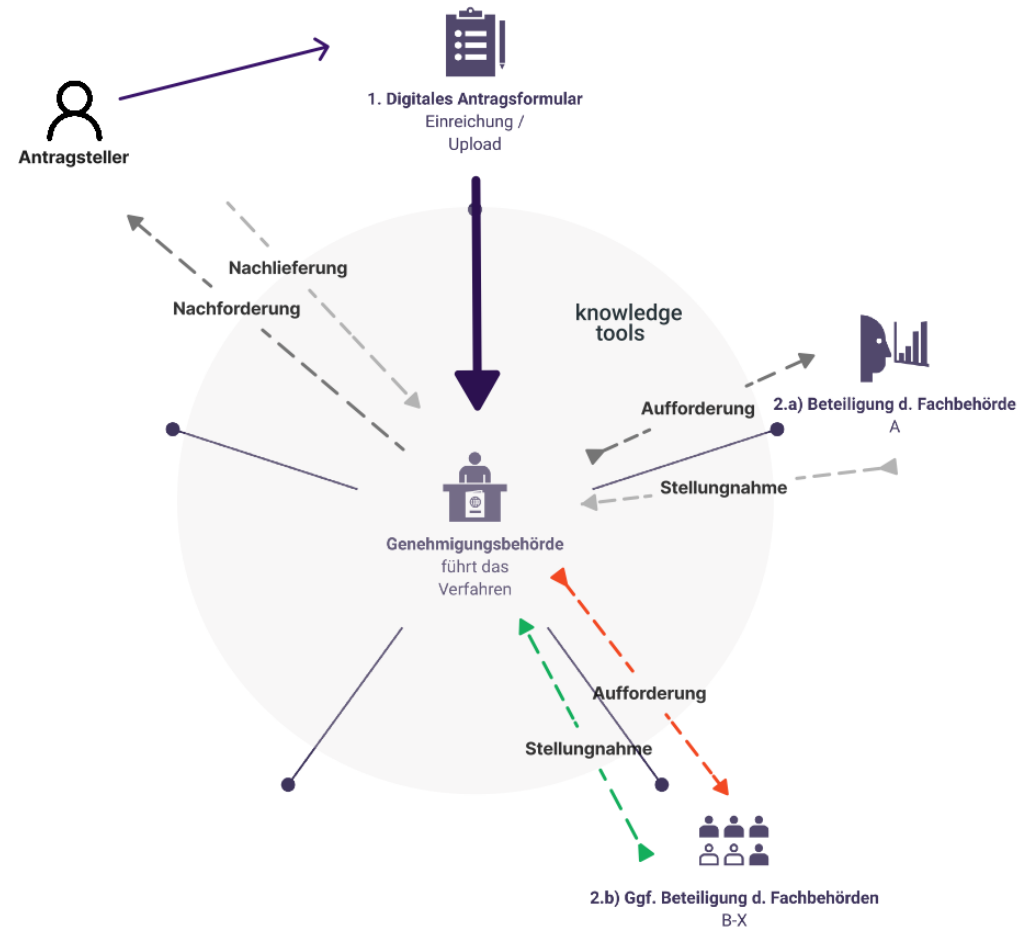 1. Digitales Antragsformular
Einreichung /
Upload
Antragsteller
Nachlieferung
Nachforderung
knowledge
tools
Aufforderung
2.a) Beteiligung d. Fachbehörde
A
Stellungnahme
Genehmigungsbehörde
führt das
Verfahren
Aufforderung
Stellungnahme
2.b) Ggf. Beteiligung d. Fachbehörden
B-X